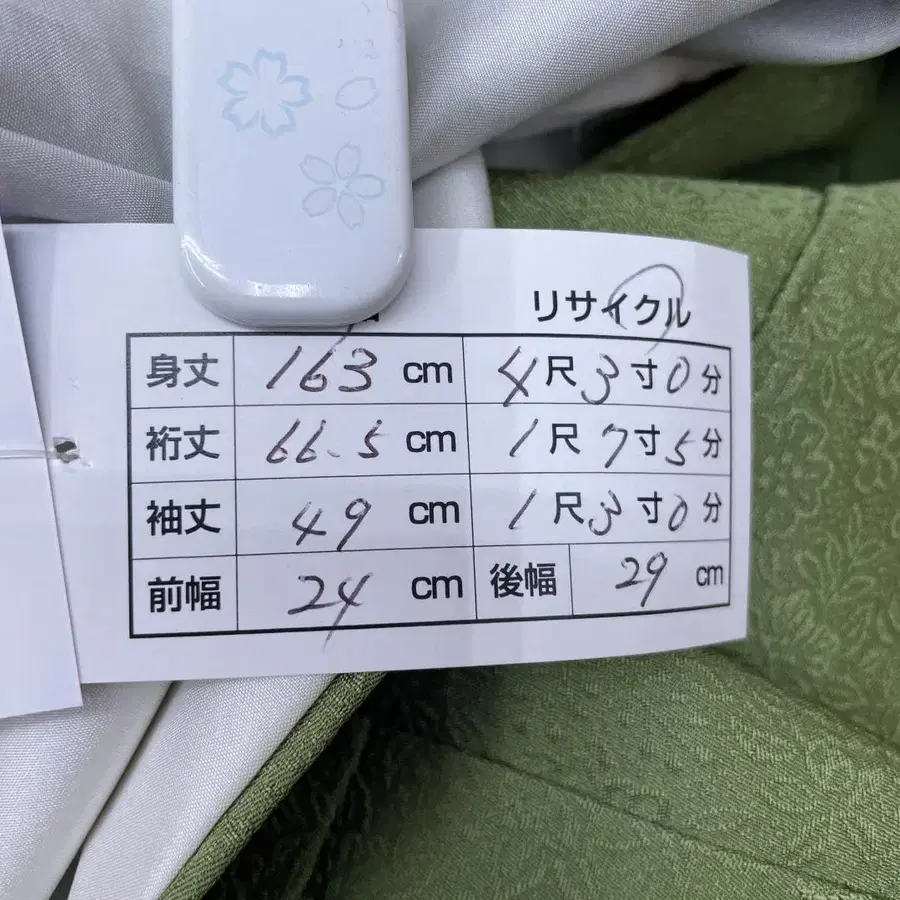 リサイクル
身丈 163 cm 4尺3寸0分
裄丈 66.5 cm 1尺7寸5分
袖丈 49 cm 1尺3寸0分
前幅 24 cm 後幅 29 cm